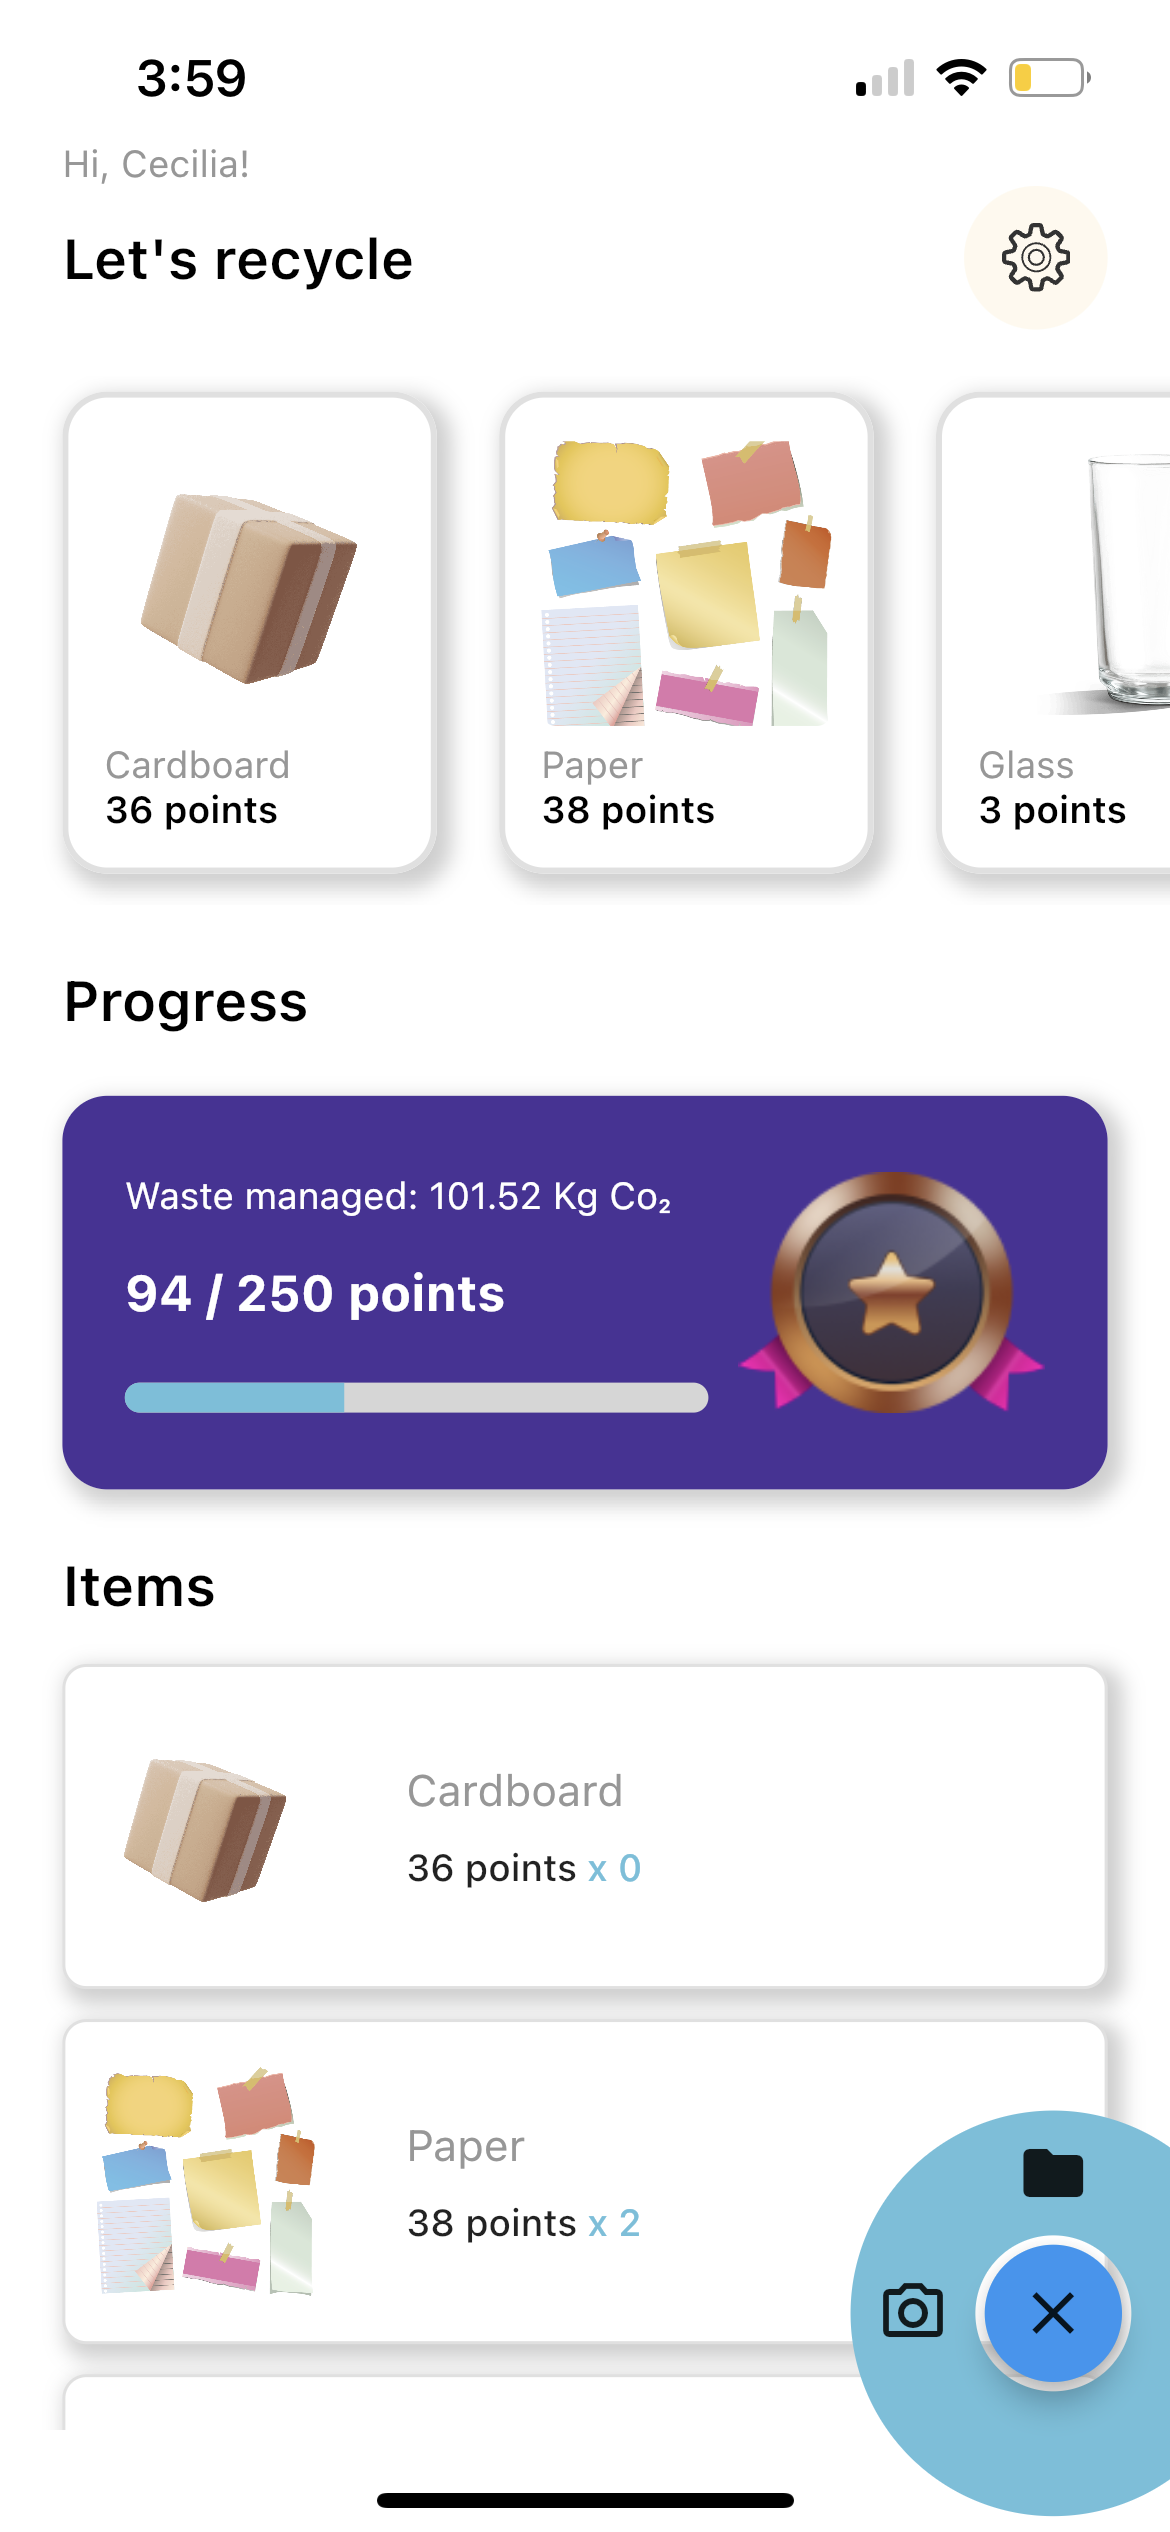 3:59
Hi, Cecilia!
Let's recycle
Cardboard
36 points
Paper
38 points
Glass
3 points
Progress
Waste managed: 101.52 Kg Co₂
94 / 250 points
Items
Cardboard
36 points x 0
Paper
38 points x 2